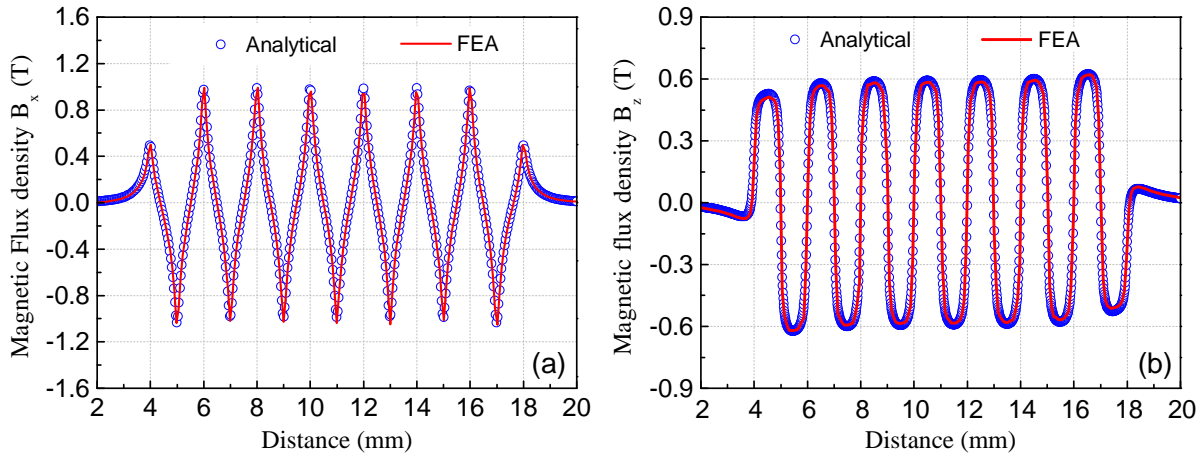 1.6
1.2
0.8
0.4
0.0
-0.4
-0.8
-1.2
-1.6
Magnetic Flux density B_x (T)
Analytical
FEA
(a)
2 4 6 8 10 12 14 16 18 20
Distance (mm)
0.9
0.6
0.3
0.0
-0.3
-0.6
-0.9
Magnetic flux density B_z (T)
Analytical
FEA
(b)
2 4 6 8 10 12 14 16 18 20
Distance (mm)